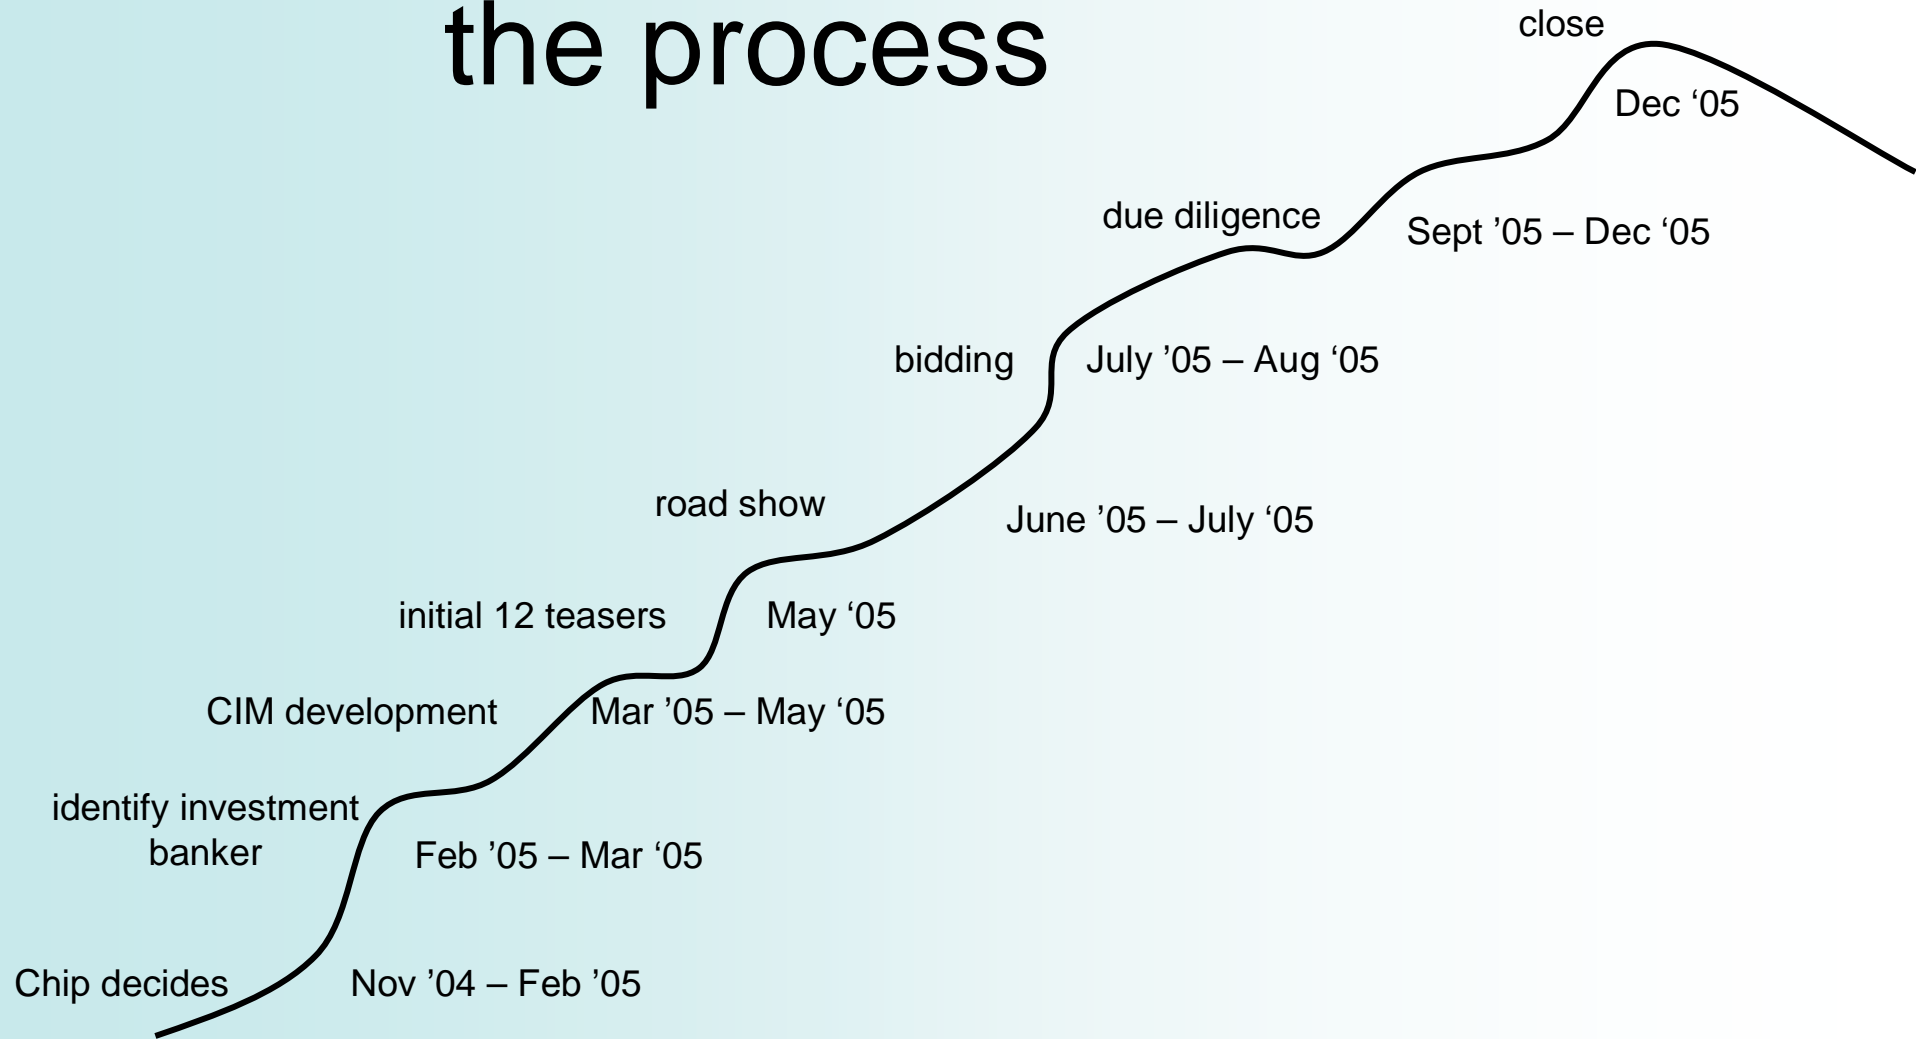 the process
close
Dec ‘05
due diligence
Sept ’05 – Dec ‘05
bidding
July ’05 – Aug ‘05
road show
June ’05 – July ‘05
initial 12 teasers
May ‘05
CIM development
Mar ’05 – May ‘05
identify investment
banker
Feb ’05 – Mar ‘05
Chip decides
Nov ’04 – Feb ’05